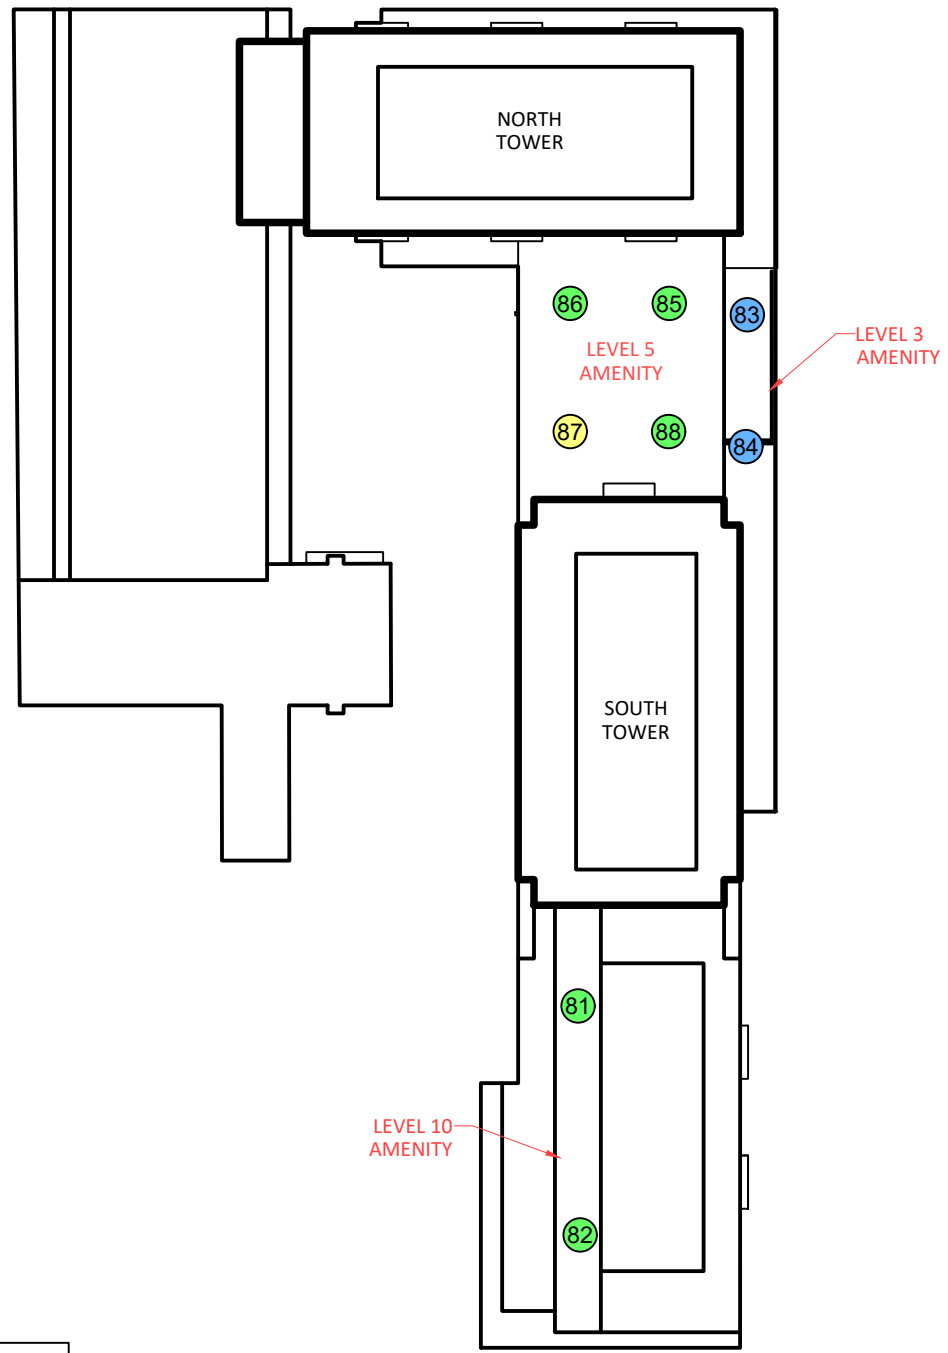 NORTH
TOWER
86
85
83
LEVEL 3
AMENITY
LEVEL 5
AMENITY
87
88
84
SOUTH
TOWER
81
LEVEL 10
AMENITY
82